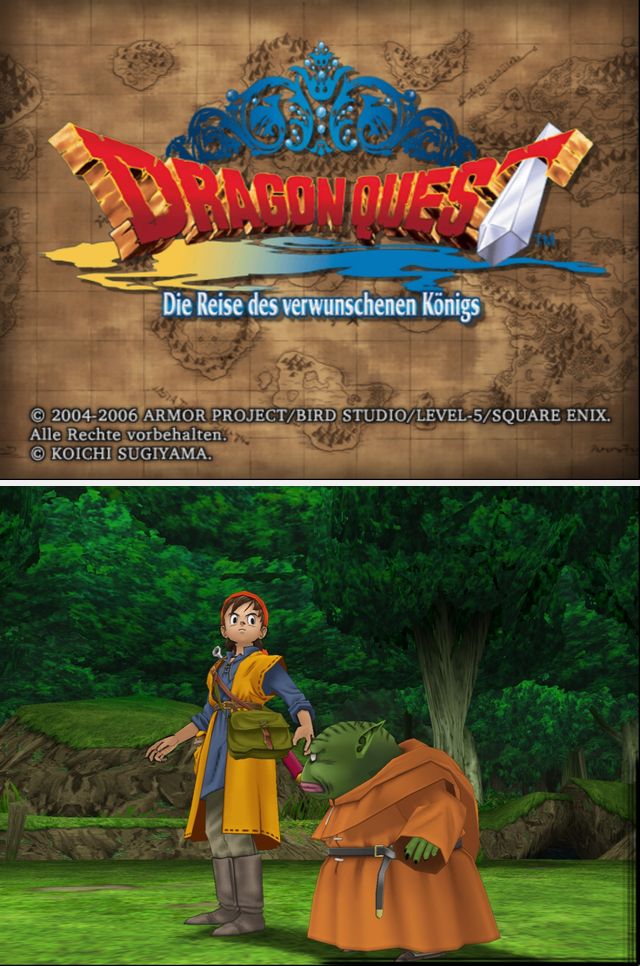 DRAGON QUEST
TM
Die Reise des verwunschenen Königs
© 2004-2006 ARMOR PROJECT/BIRD STUDIO/LEVEL-5/SQUARE ENIX.
Alle Rechte vorbehalten.
© KOICHI SUGIYAMA.